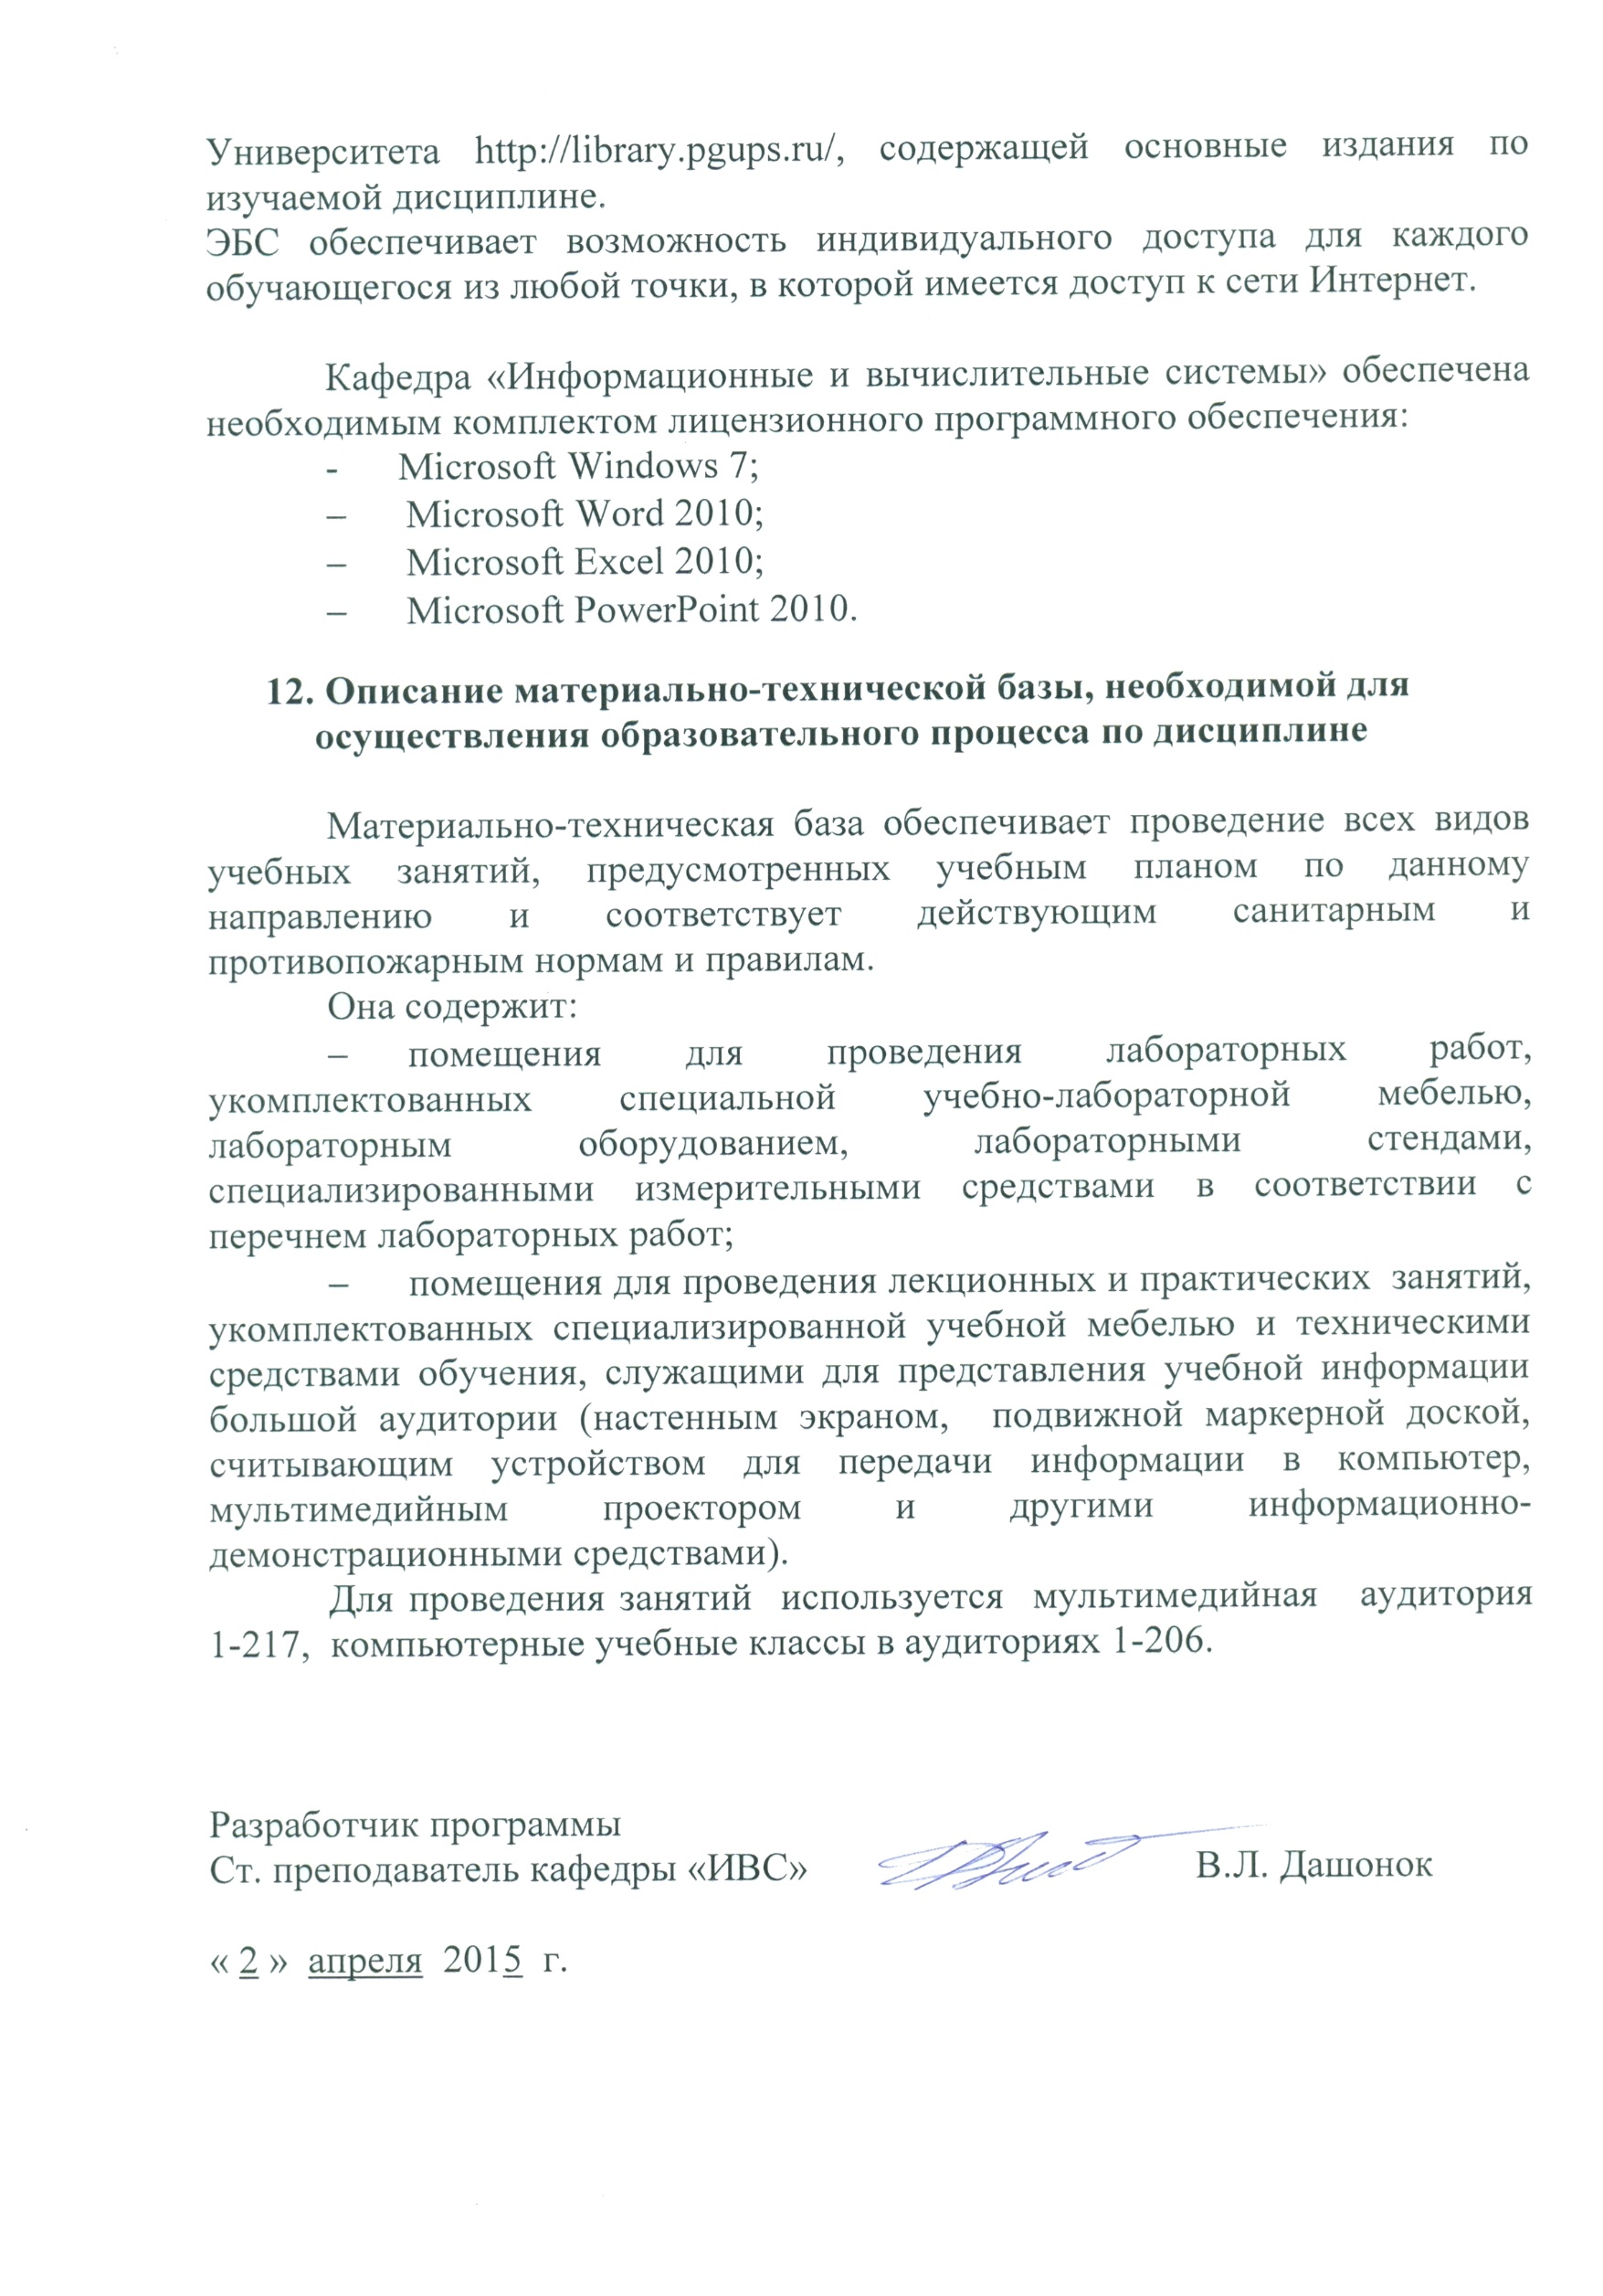 Университета http://library.pgups.ru/, содержащей основные издания по
изучаемой дисциплине.
ЭБС обеспечивает возможность индивидуального доступа для каждого
обучающегося из любой точки, в которой имеется доступ к сети Интернет.
Кафедра «Информационные и вычислительные системы» обеспечена
необходимым комплектом лицензионного программного обеспечения:
- Microsoft Windows 7;
– Microsoft Word 2010;
– Microsoft Excel 2010;
– Microsoft PowerPoint 2010.
12. Описание материально-технической базы, необходимой для
осуществления образовательного процесса по дисциплине
Материально-техническая база обеспечивает проведение всех видов
учебных занятий, предусмотренных учебным планом по данному
направлению и соответствует действующим санитарным и
противопожарным нормам и правилам.
Она содержит:
– помещения для проведения лабораторных работ,
укомплектованных специальной учебно-лабораторной мебелью,
лабораторным оборудованием, лабораторными стендами,
специализированными измерительными средствами в соответствии с
перечнем лабораторных работ;
– помещения для проведения лекционных и практических занятий,
укомплектованных специализированной учебной мебелью и техническими
средствами обучения, служащими для представления учебной информации
большой аудитории (настенным экраном, подвижной маркерной доской,
считывающим устройством для передачи информации в компьютер,
мультимедийным проектором и другими информационно-
демонстрационными средствами).
Для проведения занятий используется мультимедийная аудитория
1-217, компьютерные учебные классы в аудиториях 1-206.
Разработчик программы
Ст. преподаватель кафедры «ИВС» В.Л. Дашонок
« 2 » апреля 2015 г.